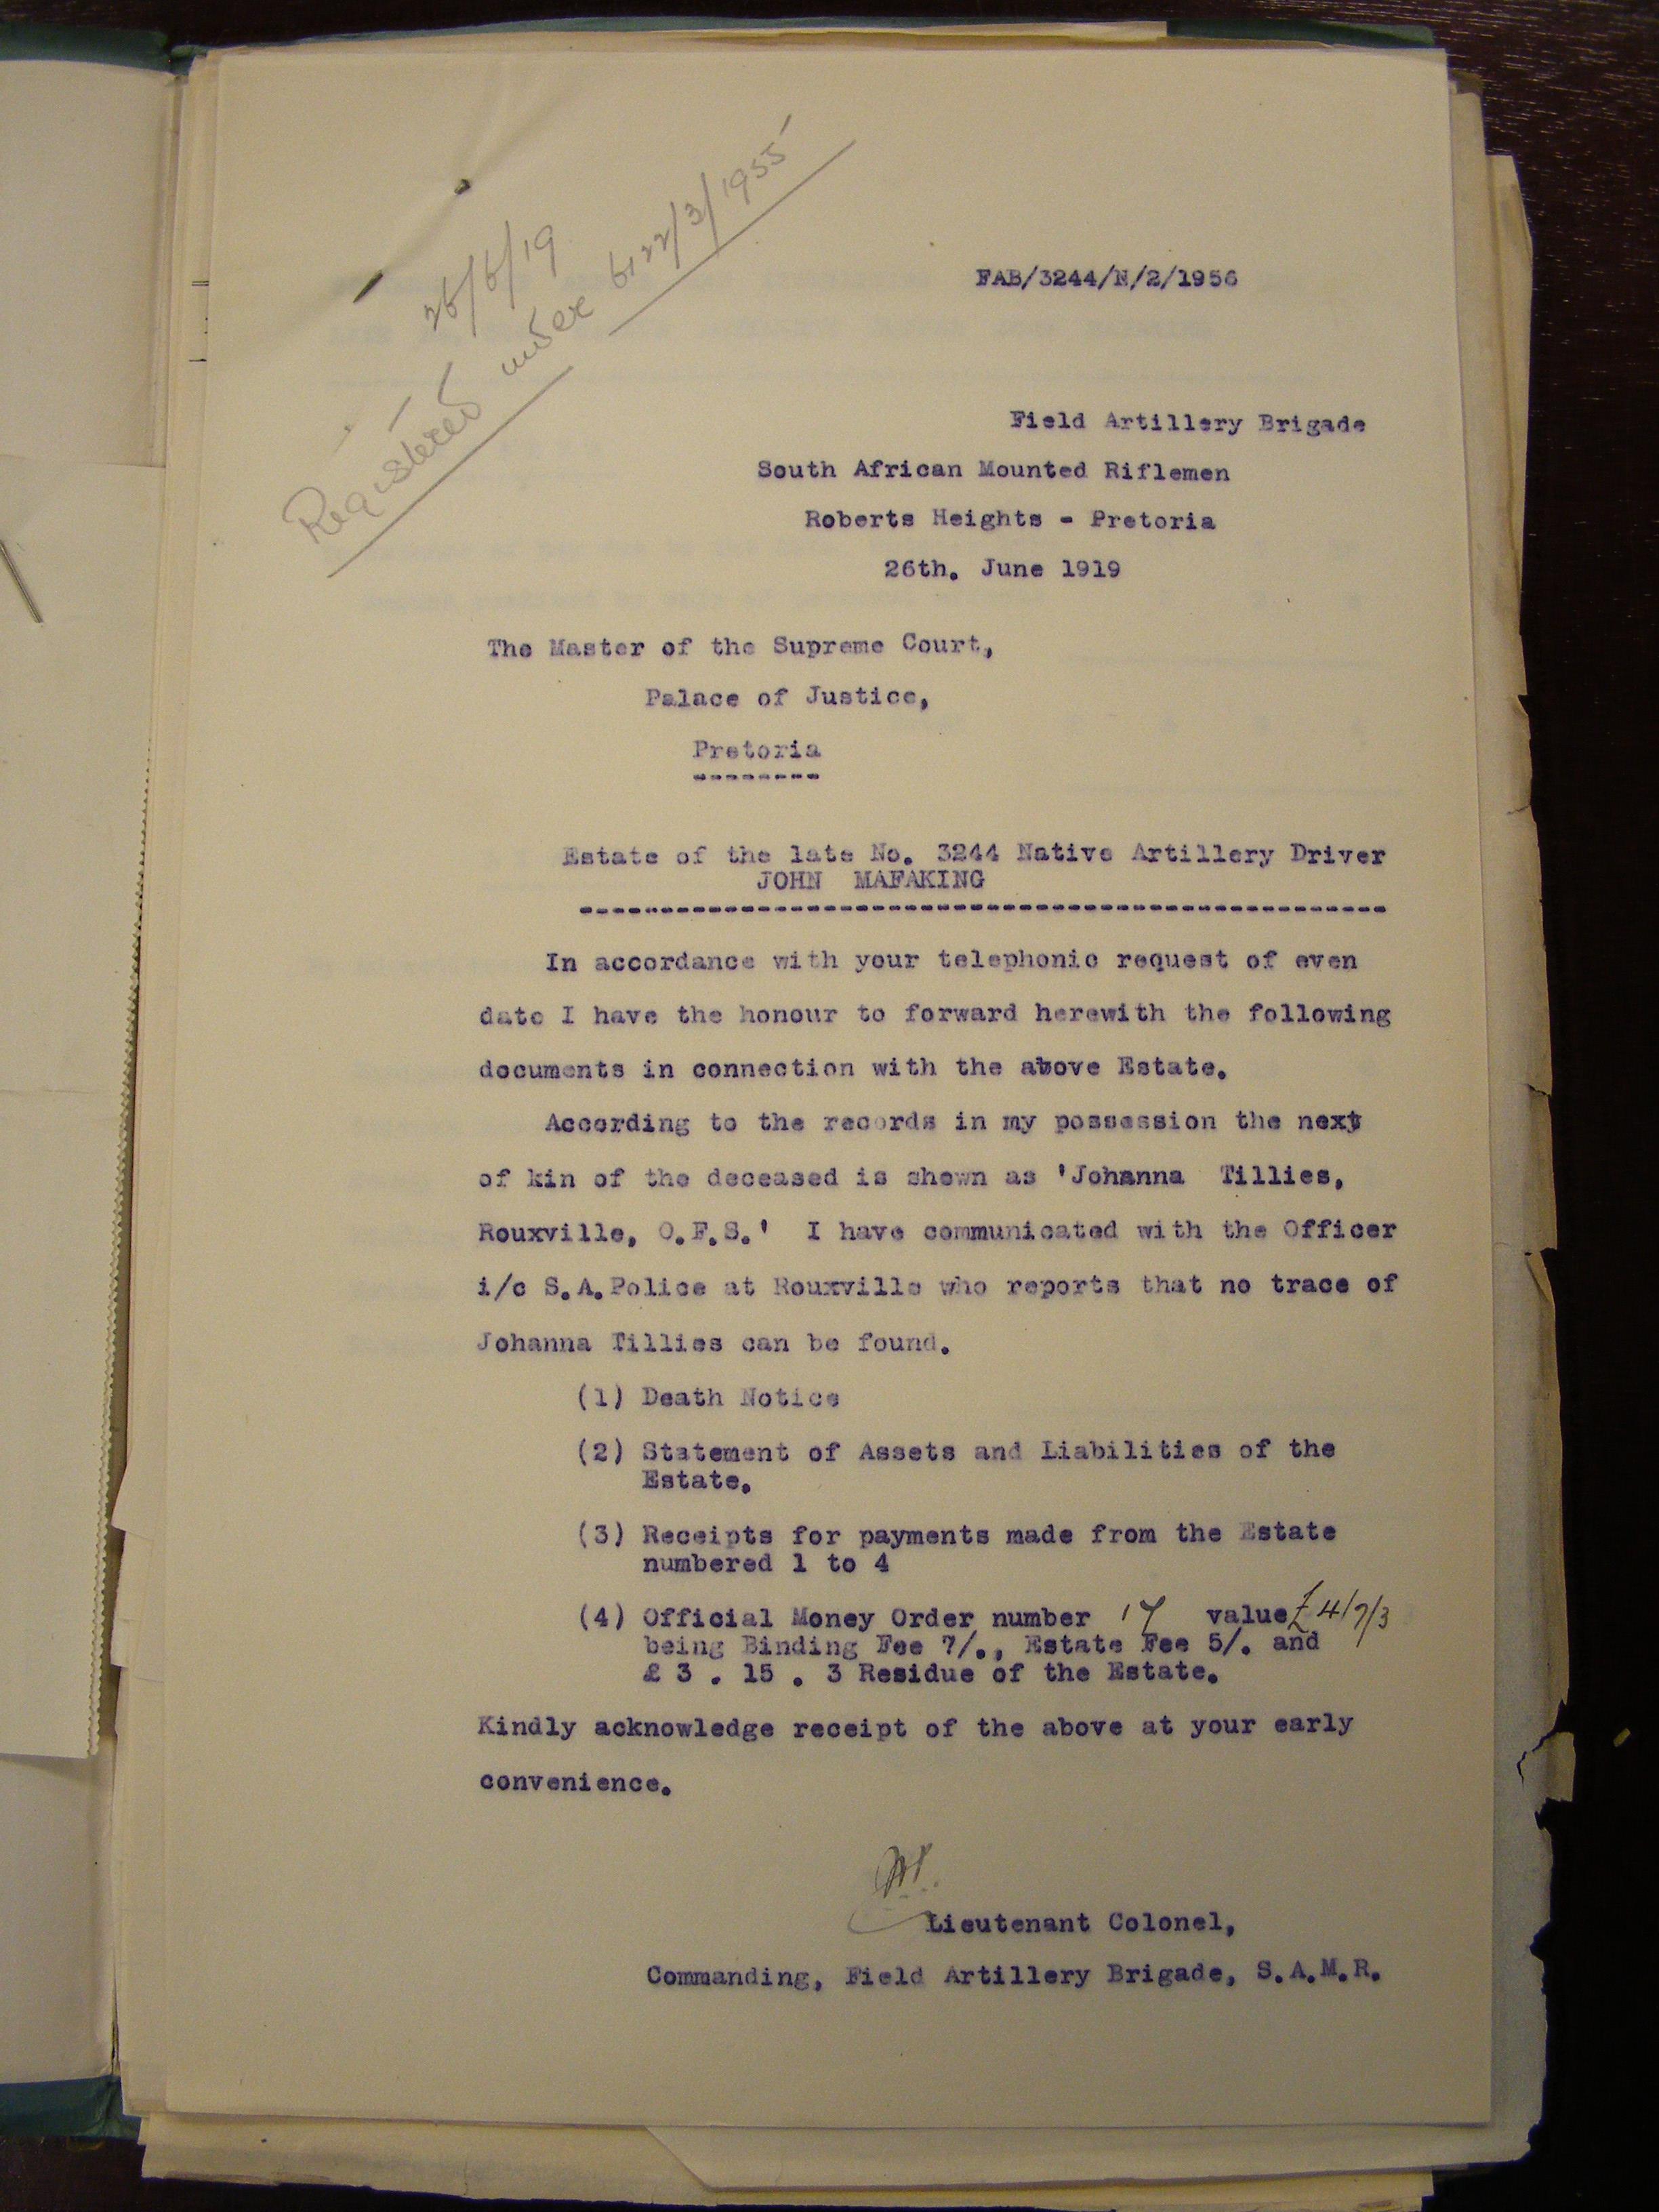 26/6/19
Registered under 6122/3/1955
FAB/3244/N/2/1956
Field Artillery Brigade
South African Mounted Riflemen
Roberts Heights - Pretoria
26th. June 1919
The Master of the Supreme Court,
Palace of Justice,
Pretoria
--------
Estate of the late No. 3244 Native Artillery Driver
JOHN MAFAKING
--------------------------------------------------
In accordance with your telephonic request of even
date I have the honour to forward herewith the following
documents in connection with the above Estate.
According to the records in my possession the next
of kin of the deceased is shown as 'Johanna Tillies,
Rouxville, O.F.S.' I have communicated with the Officer
i/c S.A.Police at Rouxville who reports that no trace of
Johanna Tillies can be found.
(1) Death Notice
(2) Statement of Assets and Liabilities of the
Estate.
(3) Receipts for payments made from the Estate
numbered 1 to 4
(4) Official Money Order number 17 value £4/7/3
being Binding Fee 7/., Estate Fee 5/. and
£ 3 . 15 . 3 Residue of the Estate.
Kindly acknowledge receipt of the above at your early
convenience.
Lieutenant Colonel,
Commanding, Field Artillery Brigade, S.A.M.R.